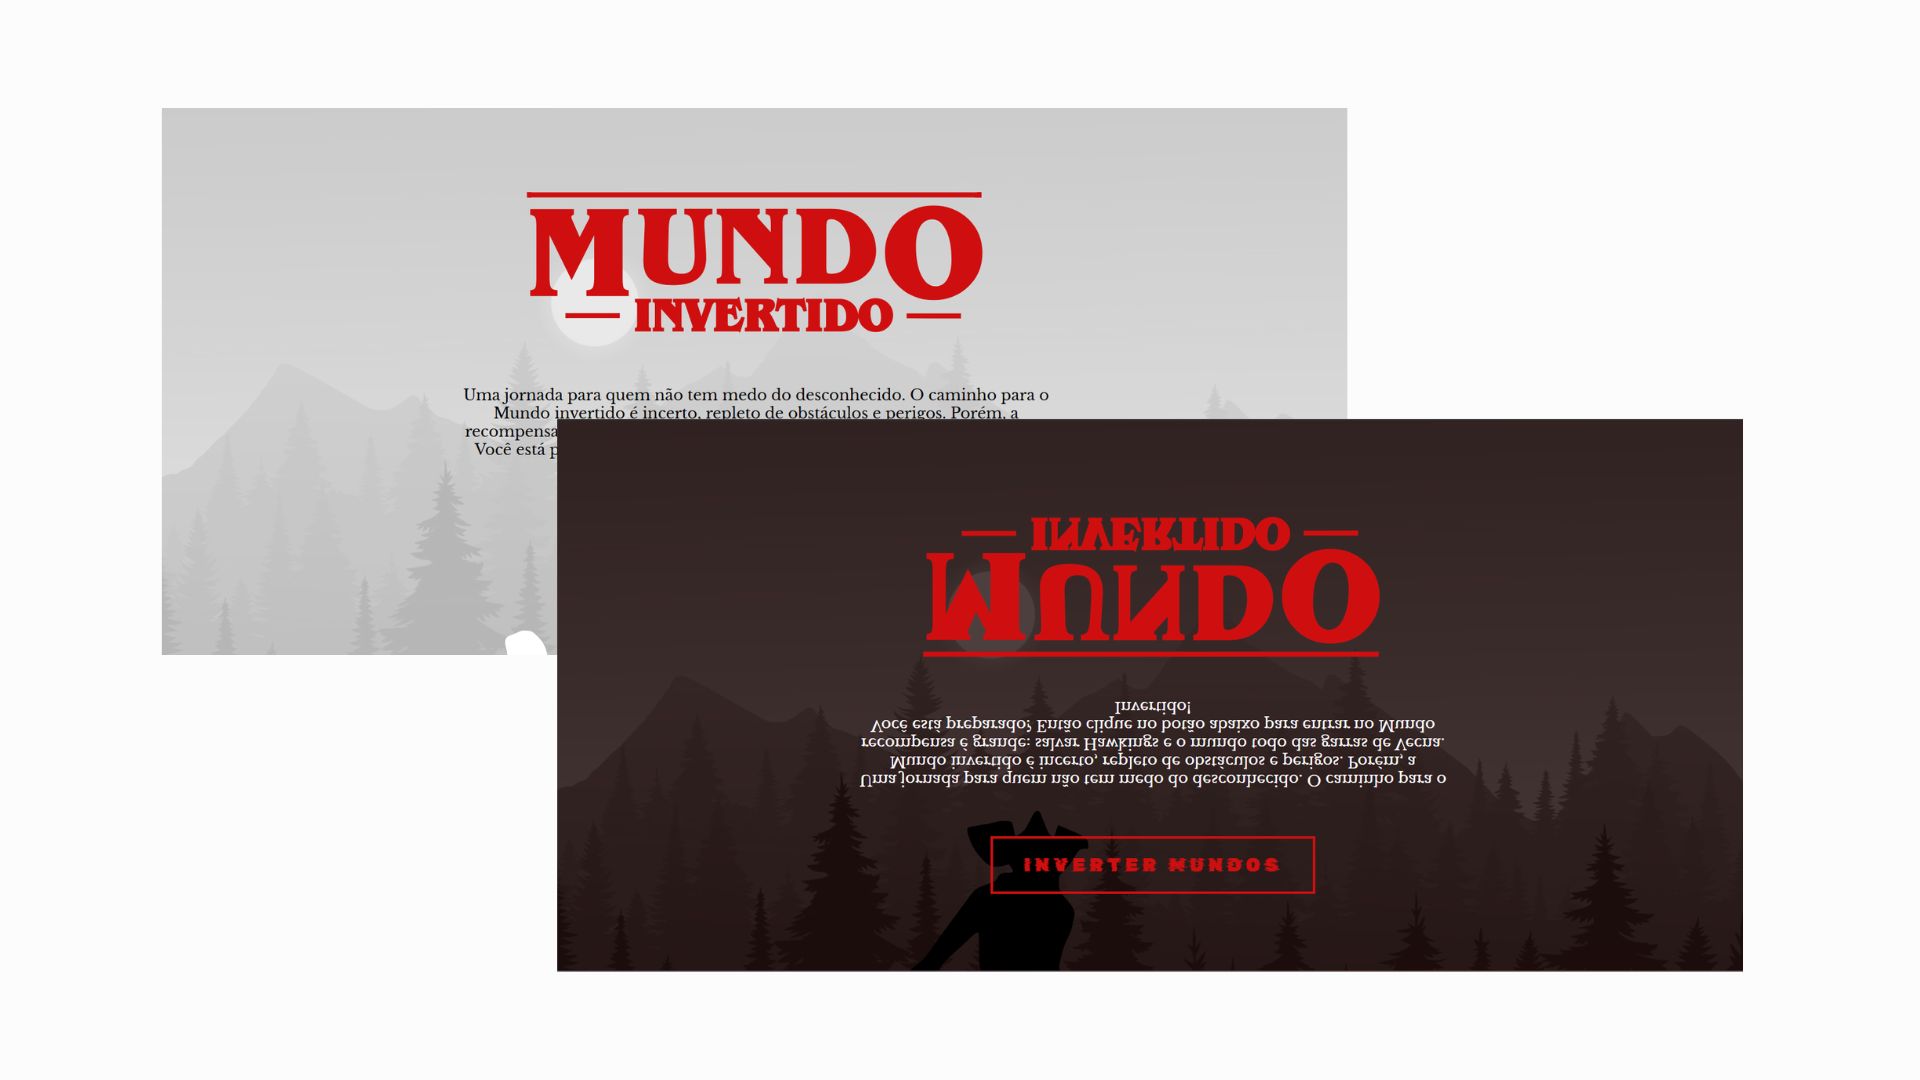 MUNDO
INVERTIDO
Uma jornada para quem não tem medo do desconhecido. O caminho para o
Mundo invertido é incerto, repleto de obstáculos e perigos. Porém, a
recompensa
Você está p
INVERTIDO
MUNDO
Invertido!
Você está preparado? Então clique no botão abaixo para entrar no Mundo
recompensa é grande: salvar Hawkings e o mundo todo das garras de Vecna.
Mundo invertido é incerto, repleto de obstáculos e perigos. Porém, a
Uma jornada para quem não tem medo do desconhecido. O caminho para o
INVERTER MUNDOS